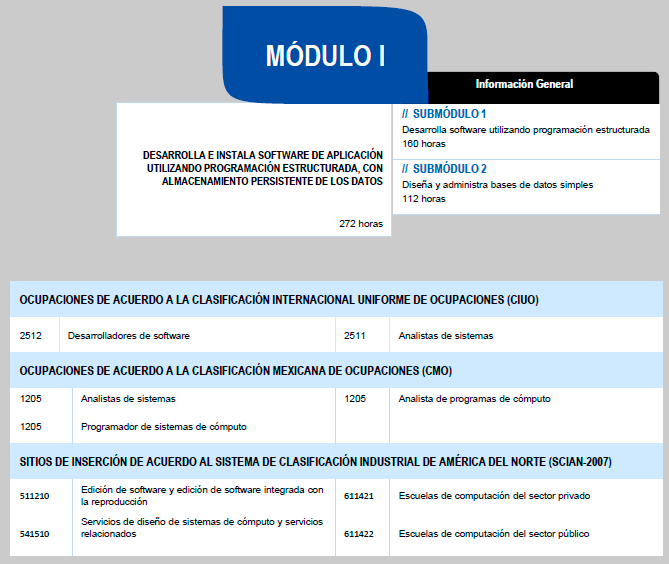 MÓDULO I
Información General
// SUBMÓDULO 1
Desarrolla software utilizando programación estructurada
160 horas
// SUBMÓDULO 2
Diseña y administra bases de datos simples
112 horas
DESARROLLA E INSTALA SOFTWARE DE APLICACIÓN
UTILIZANDO PROGRAMACIÓN ESTRUCTURADA, CON
ALMACENAMIENTO PERSISTENTE DE LOS DATOS
272 horas
OCUPACIONES DE ACUERDO A LA CLASIFICACIÓN INTERNACIONAL UNIFORME DE OCUPACIONES (CIUO)
2512 Desarrolladores de software 2511 Analistas de sistemas
OCUPACIONES DE ACUERDO A LA CLASIFICACIÓN MEXICANA DE OCUPACIONES (CMO)
1205 Analistas de sistemas 1205 Analista de programas de cómputo
1205 Programador de sistemas de cómputo
SITIOS DE INSERCIÓN DE ACUERDO AL SISTEMA DE CLASIFICACIÓN INDUSTRIAL DE AMÉRICA DEL NORTE (SCIAN-2007)
511210 Edición de software y edición de software integrada con
la reproducción
611421 Escuelas de computación del sector privado
541510 Servicios de diseño de sistemas de cómputo y servicios
relacionados
611422 Escuelas de computación del sector público